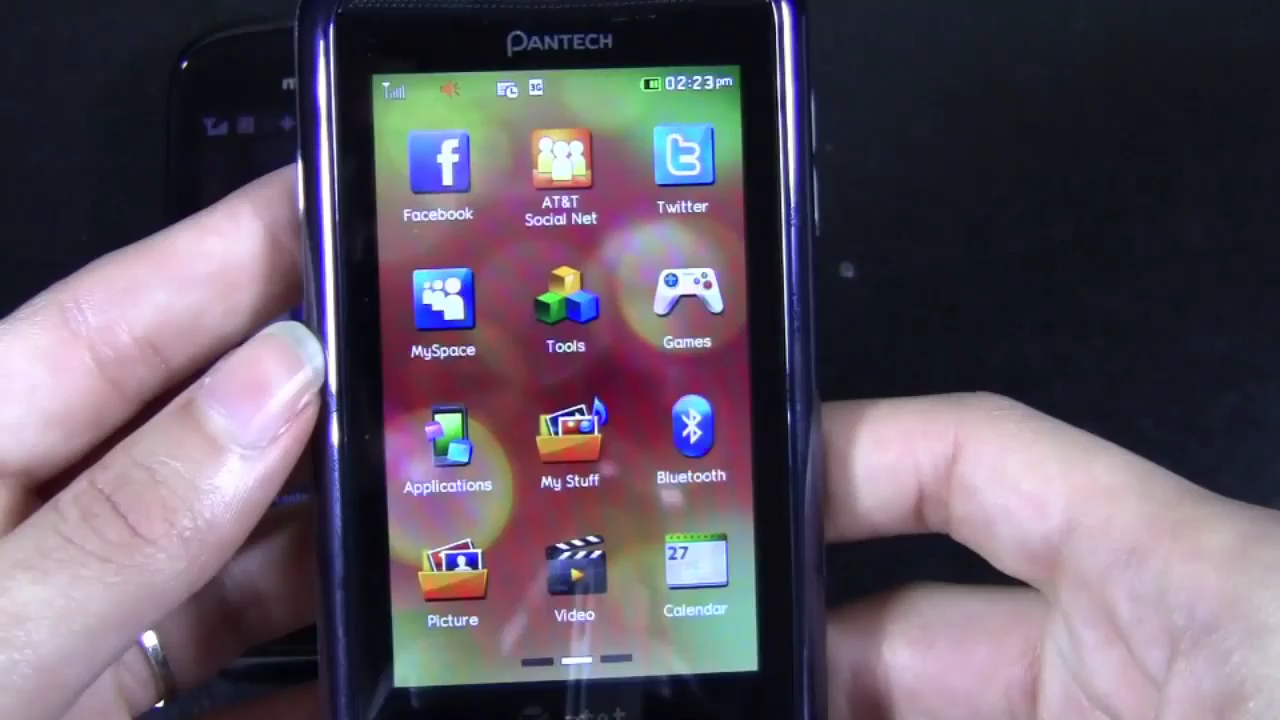 PANTECH
3G
02:23pm
Facebook
AT&T
Social Net
Twitter
MySpace
Tools
Games
Applications
My Stuff
Bluetooth
27
Picture
Video
Calendar
at&t